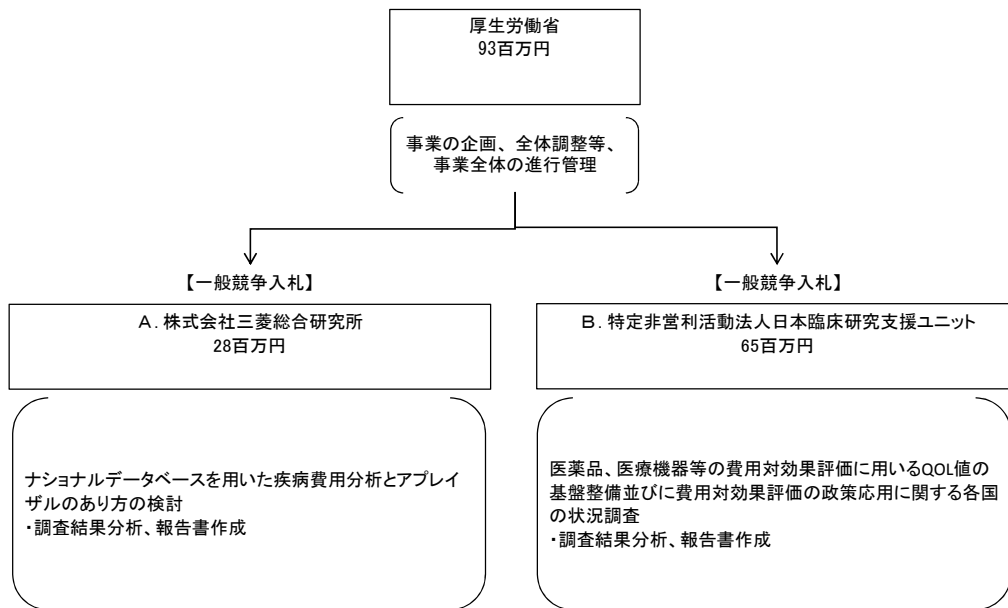 厚生労働省
93百万円
事業の企画、全体調整等、
事業全体の進行管理
【一般競争入札】
A．株式会社三菱総合研究所
28百万円
ナショナルデータベースを用いた疾病費用分析とアプレイ
ザルのあり方の検討
・調査結果分析、報告書作成
【一般競争入札】
B．特定非営利活動法人日本臨床研究支援ユニット
65百万円
医薬品、医療機器等の費用対効果評価に用いるQOL値の
基盤整備並びに費用対効果評価の政策応用に関する各国
の状況調査
・調査結果分析、報告書作成